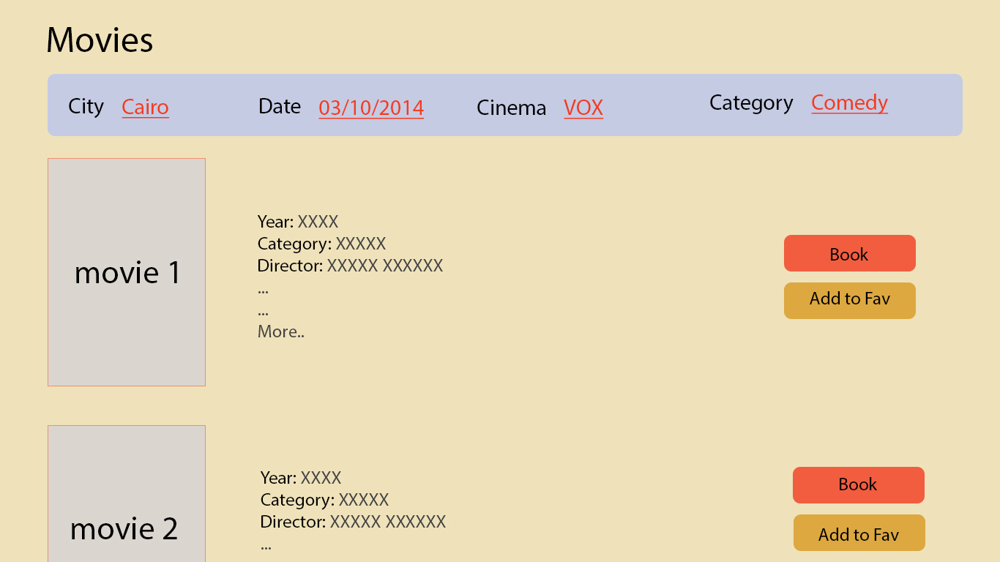 Movies
City Cairo Date 03/10/2014 Cinema VOX Category Comedy
movie 1
Year: XXXX
Category: XXXXX
Director: XXXXX XXXXXX
...
...
More..
Book
Add to Fav
movie 2
Year: XXXX
Category: XXXXX
Director: XXXXX XXXXXX
...
Book
Add to Fav